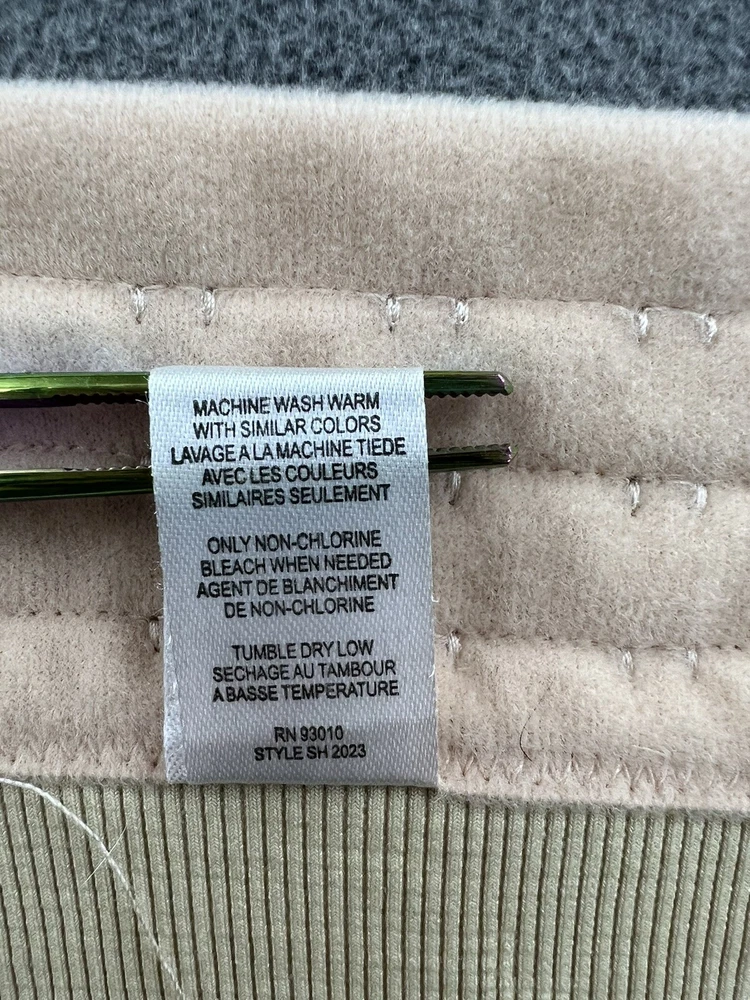 MACHINE WASH WARM
WITH SIMILAR COLORS
LAVAGE A LA MACHINE TIEDE
AVEC LES COULEURS
SIMILAIRES SEULEMENT
ONLY NON-CHLORINE
BLEACH WHEN NEEDED
AGENT DE BLANCHIMENT
DE NON-CHLORINE
TUMBLE DRY LOW
SECHAGE AU TAMBOUR
A BASSE TEMPERATURE
RN 93010
STYLE SH 2023